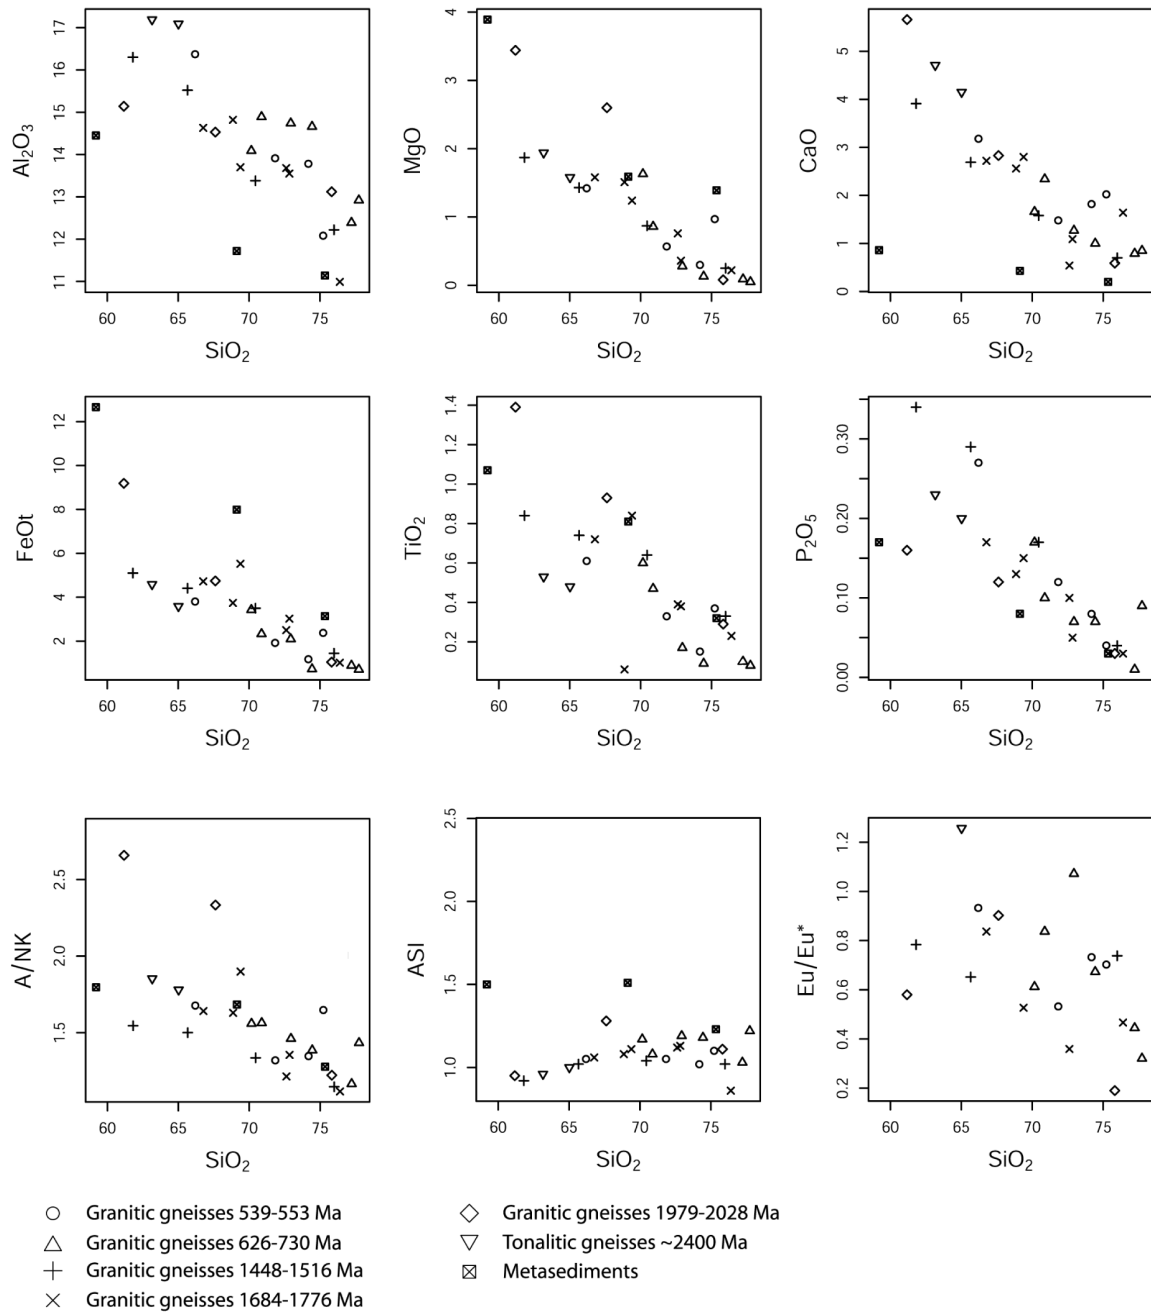 17
16
15
14
13
12
11
Al₂O₃
60 65 70 75
SiO₂
4
3
2
1
0
MgO
60 65 70 75
SiO₂
5
4
3
2
1
0
CaO
60 65 70 75
SiO₂
12
10
8
6
4
2
FeOt
60 65 70 75
SiO₂
1.4
1.2
1.0
0.8
0.6
0.4
0.2
TiO₂
60 65 70 75
SiO₂
0.30
0.20
0.10
0.00
P₂O₅
60 65 70 75
SiO₂
2.5
2.0
1.5
A/NK
60 65 70 75
SiO₂
2.5
2.0
1.5
1.0
ASI
60 65 70 75
SiO₂
1.2
1.0
0.8
0.6
0.4
0.2
Eu/Eu*
60 65 70 75
SiO₂
Granitic gneisses 539-553 Ma
Granitic gneisses 626-730 Ma
Granitic gneisses 1448-1516 Ma
Granitic gneisses 1684-1776 Ma
Granitic gneisses 1979-2028 Ma
Tonalitic gneisses ~2400 Ma
Metasediments